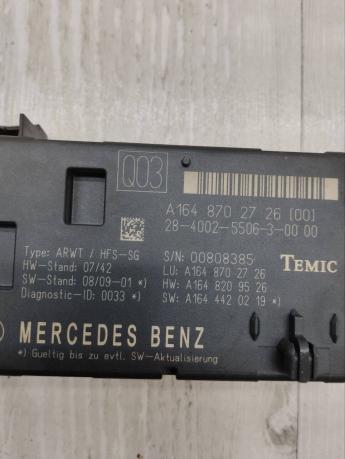 Q03
A164 870 27 26 [00]
28-4002-5506-3-00 00
Type: ARWT / HFS-SG
HW-Stand: 07/42
SW-Stand: 08/09-01 *)
Diagnostic-ID: 0033 *)
S/N: 00808385
LU: A164 870 27 26
HW: A164 820 95 26
SW: A164 442 02 19 *)
TEMIC
MERCEDES BENZ
*) Gueltig bis zu evtl. SW-Aktualisierung